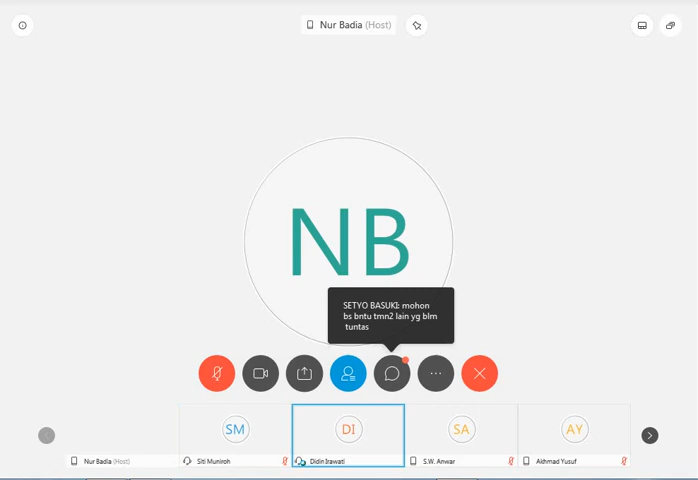 Nur Badia (Host)
NB
SETYO BASUKI: mohon
bs bntu tmn2 lain yg blm
tuntas
SM
DI
SA
AY
Nur Badia (Host)
Siti Muniroh
Didin Irawati
S.W. Anwar
Akhmad Yusuf